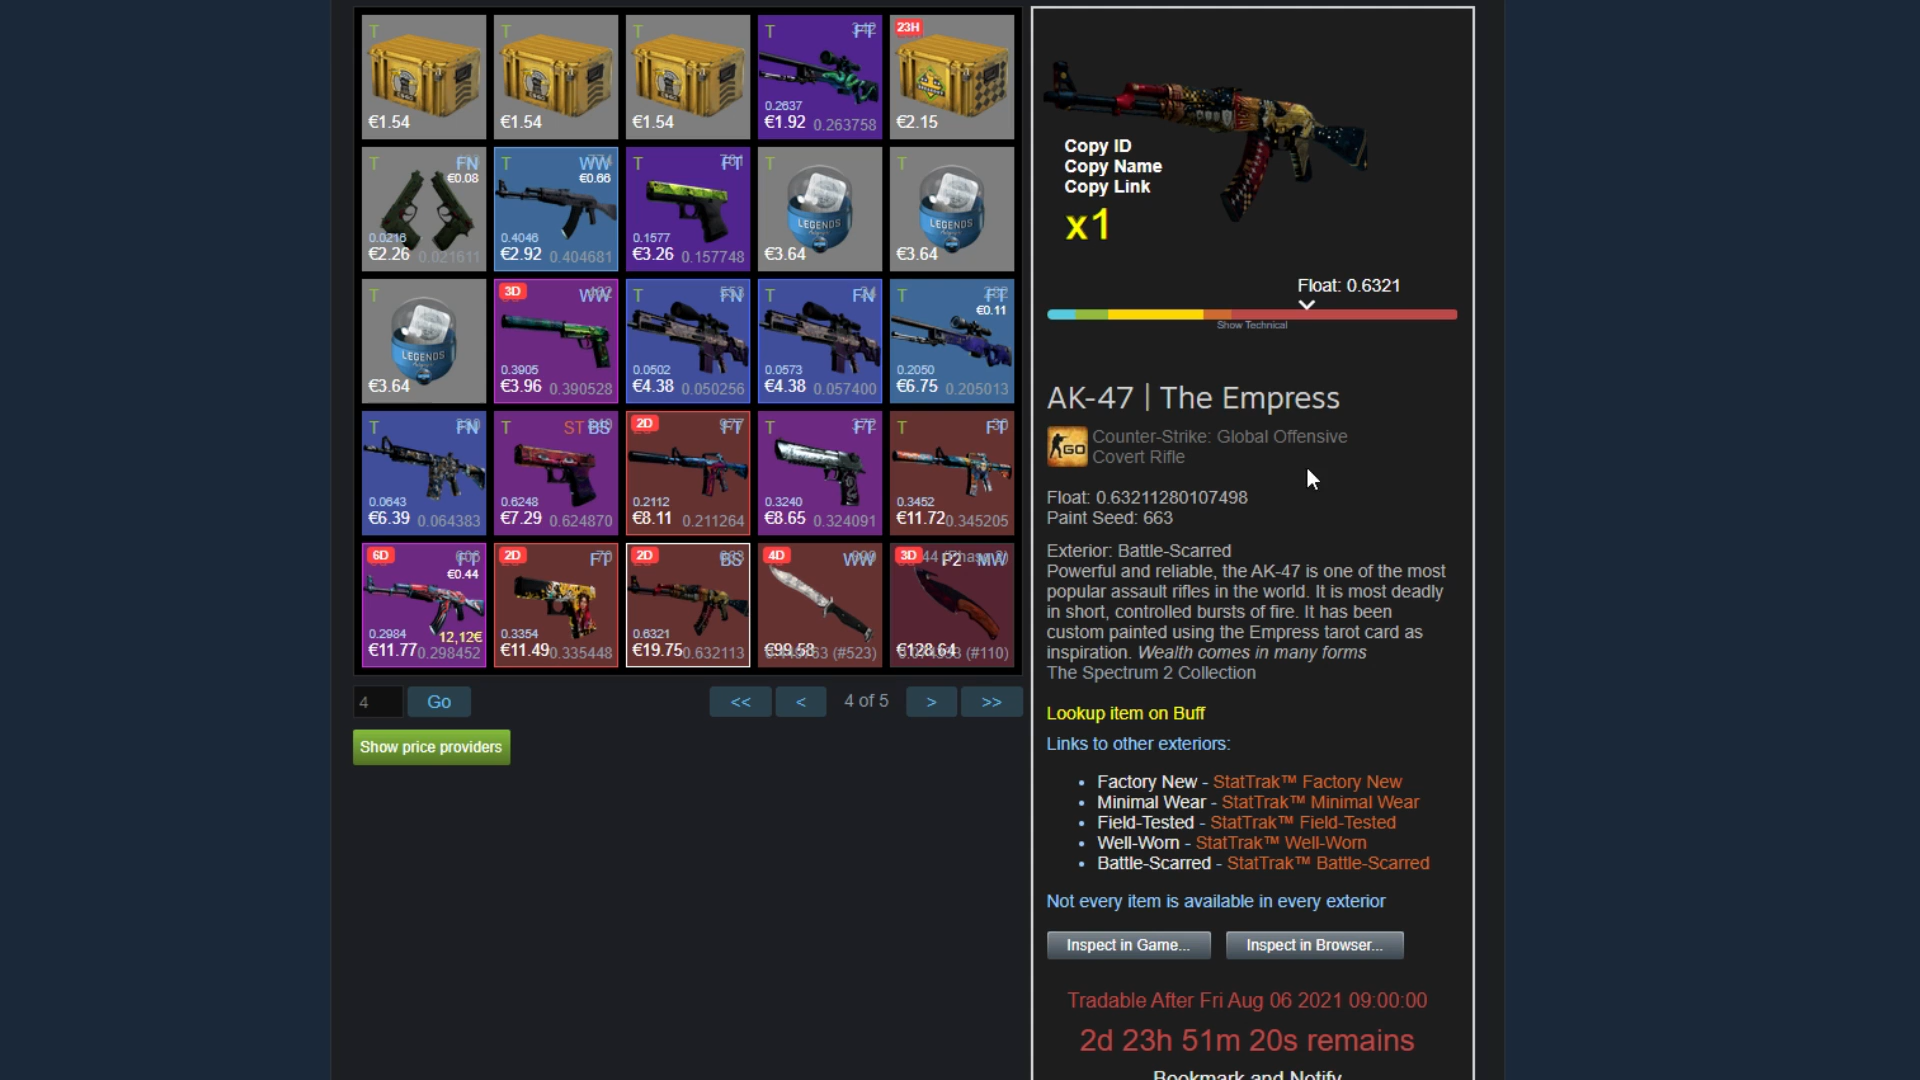 T
€1.54
T
€1.54
T
€1.54
T FT
0.2637
€1.92 0.263758
23H
€2.15
T FN
€0.08
0.0216
€2.26 0.021611
T WW
€0.66
0.4046
€2.92 0.404681
T FT
0.1577
€3.26 0.157748
T
LEGENDS
€3.64
T
LEGENDS
€3.64
T
LEGENDS
€3.64
3D WW
0.3905
€3.96 0.390528
T FN
0.0502
€4.38 0.050256
T FN
0.0573
€4.38 0.057400
T FT
€0.11
0.2050
€6.75 0.205013
T FN
0.0643
€6.39 0.064383
T ST BS
0.6248
€7.29 0.624870
2D FT
0.2112
€8.11 0.211264
T FT
0.3240
€8.65 0.324091
T FT
0.3452
€11.72 0.345205
6D FT
€0.44
0.2984 12,12€
€11.77 0.298452
2D FT
0.3354
€11.49 0.335448
2D BS
0.6321
€19.75 0.632113
4D WW
€99.58 (#523)
3D P2 MW
€128.64 (#110)
4
Go
<<
<
4 of 5
>
>>
Show price providers
Copy ID
Copy Name
Copy Link
x1
Float: 0.6321
Show Technical
AK-47 | The Empress
GO
Counter-Strike: Global Offensive
Covert Rifle
Float: 0.63211280107498
Paint Seed: 663
Exterior: Battle-Scarred
Powerful and reliable, the AK-47 is one of the most
popular assault rifles in the world. It is most deadly
in short, controlled bursts of fire. It has been
custom painted using the Empress tarot card as
inspiration. Wealth comes in many forms
The Spectrum 2 Collection
Lookup item on Buff
Links to other exteriors:
• Factory New - StatTrak™ Factory New
• Minimal Wear - StatTrak™ Minimal Wear
• Field-Tested - StatTrak™ Field-Tested
• Well-Worn - StatTrak™ Well-Worn
• Battle-Scarred - StatTrak™ Battle-Scarred
Not every item is available in every exterior
Inspect in Game...
Inspect in Browser...
Tradable After Fri Aug 06 2021 09:00:00
2d 23h 51m 20s remains
Bookmark and Notify